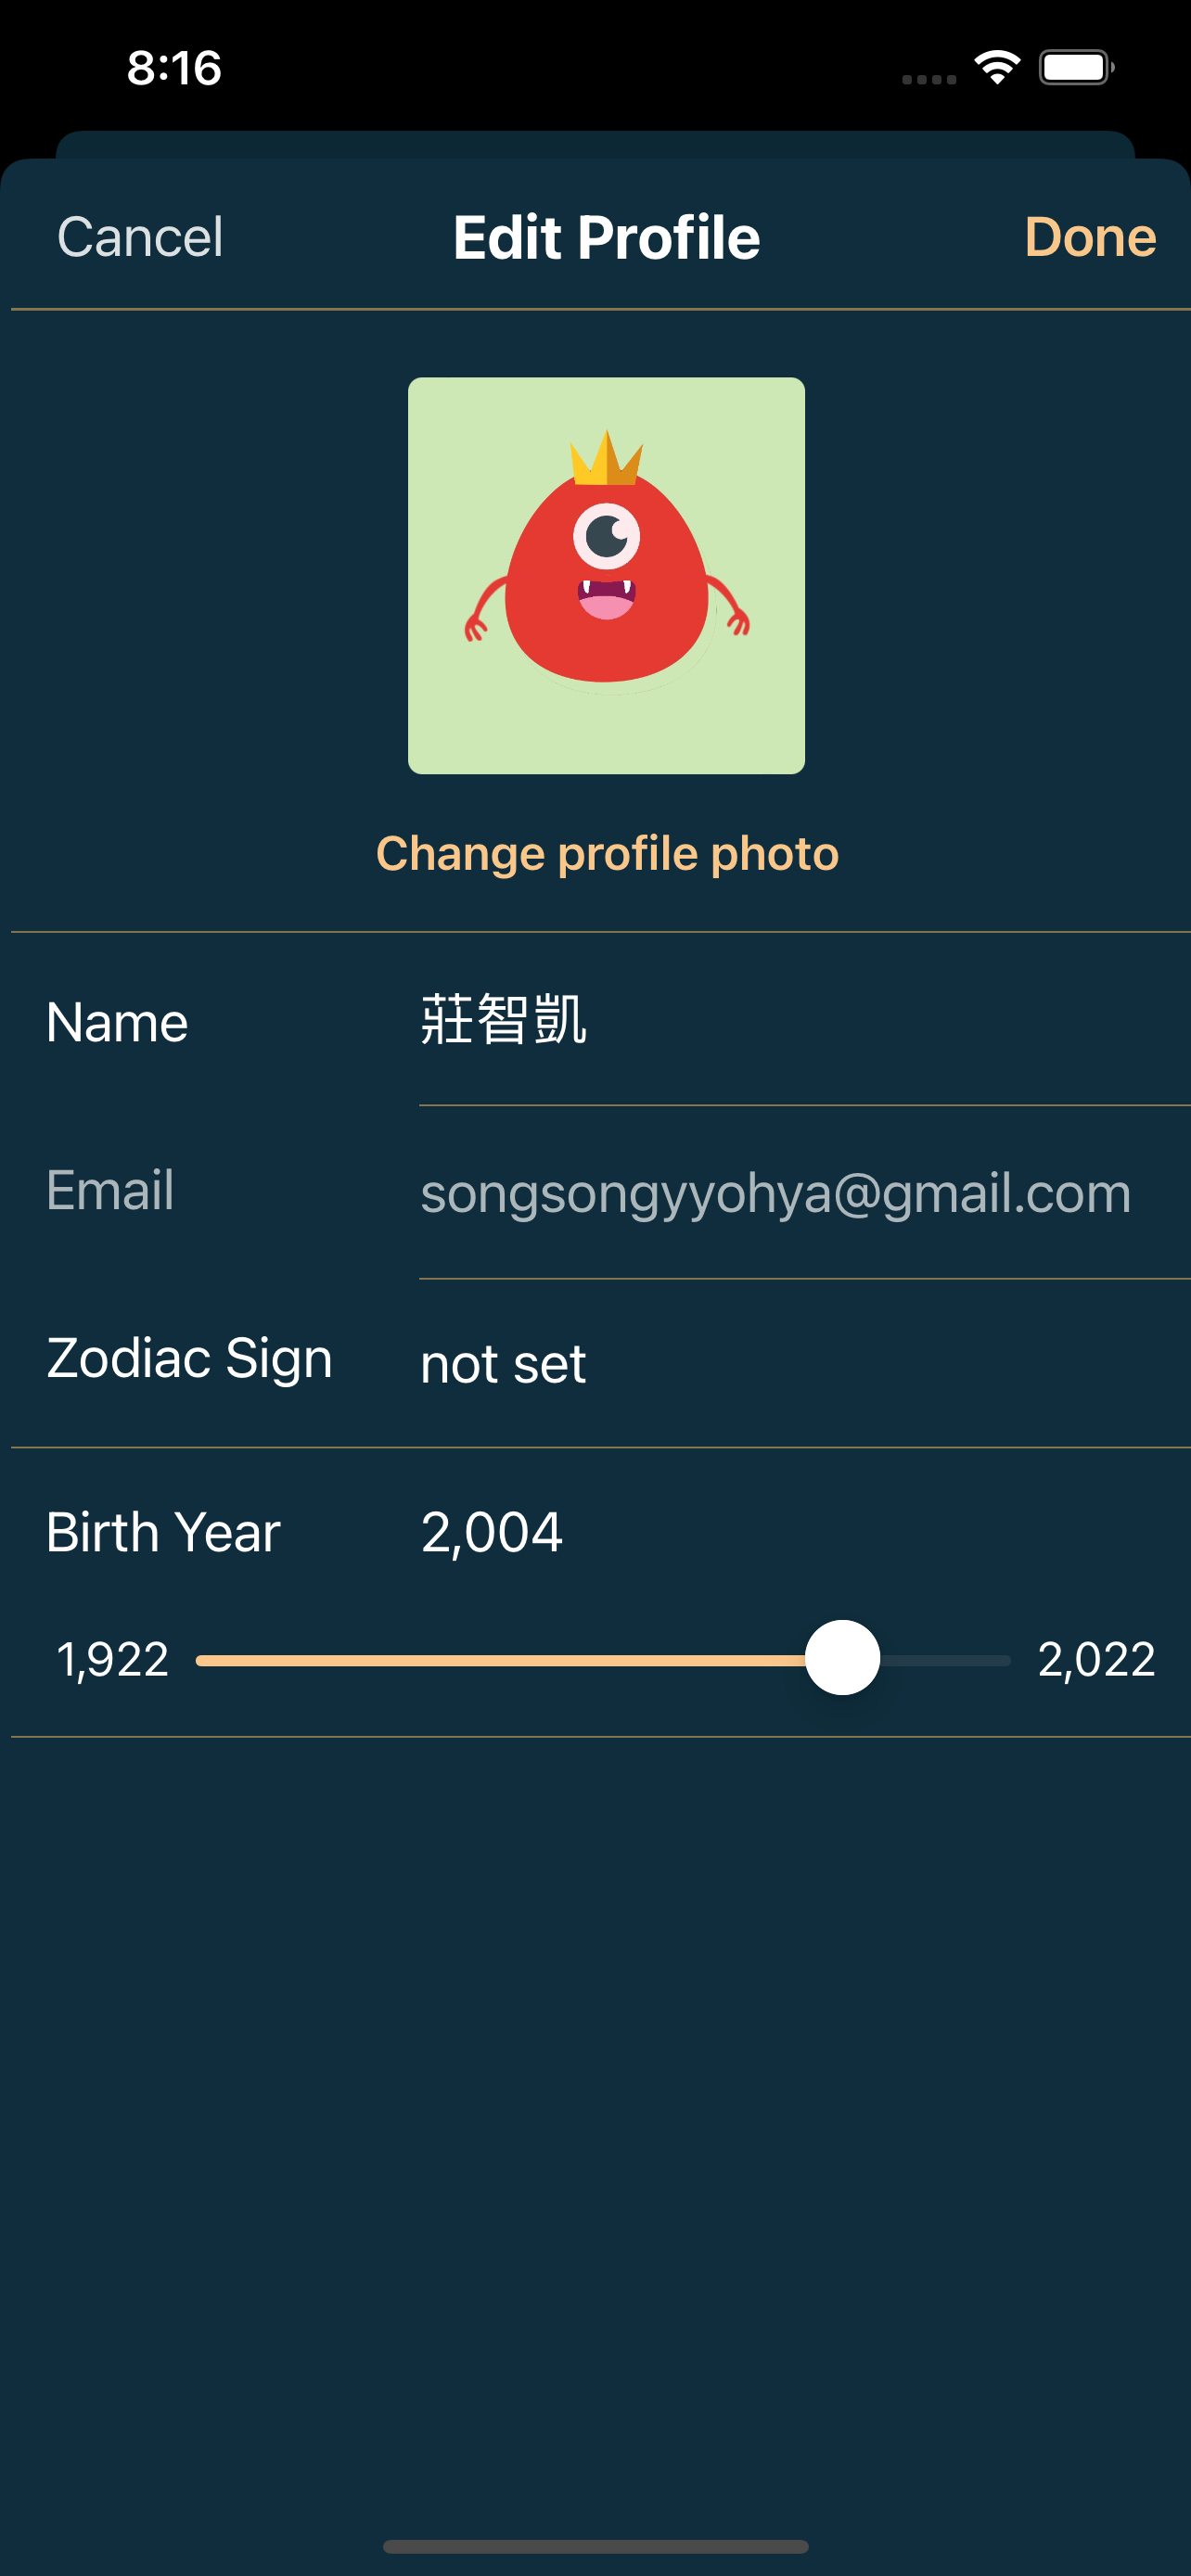 8:16
Cancel Edit Profile Done
Change profile photo
Name 莊智凱
Email songsongyyohya@gmail.com
Zodiac Sign not set
Birth Year 2,004
1,922 2,022